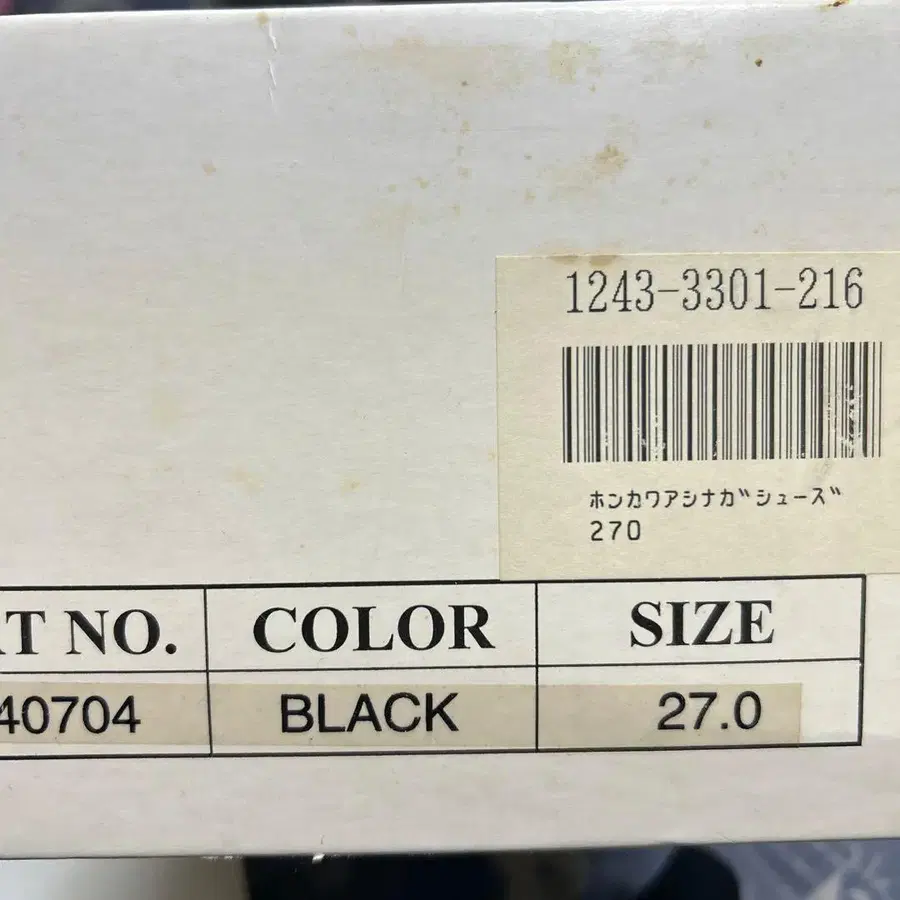 1243-3301-216
ホンカワアシナガ゛シューズ゛
270
T NO. COLOR SIZE
40704 BLACK 27.0